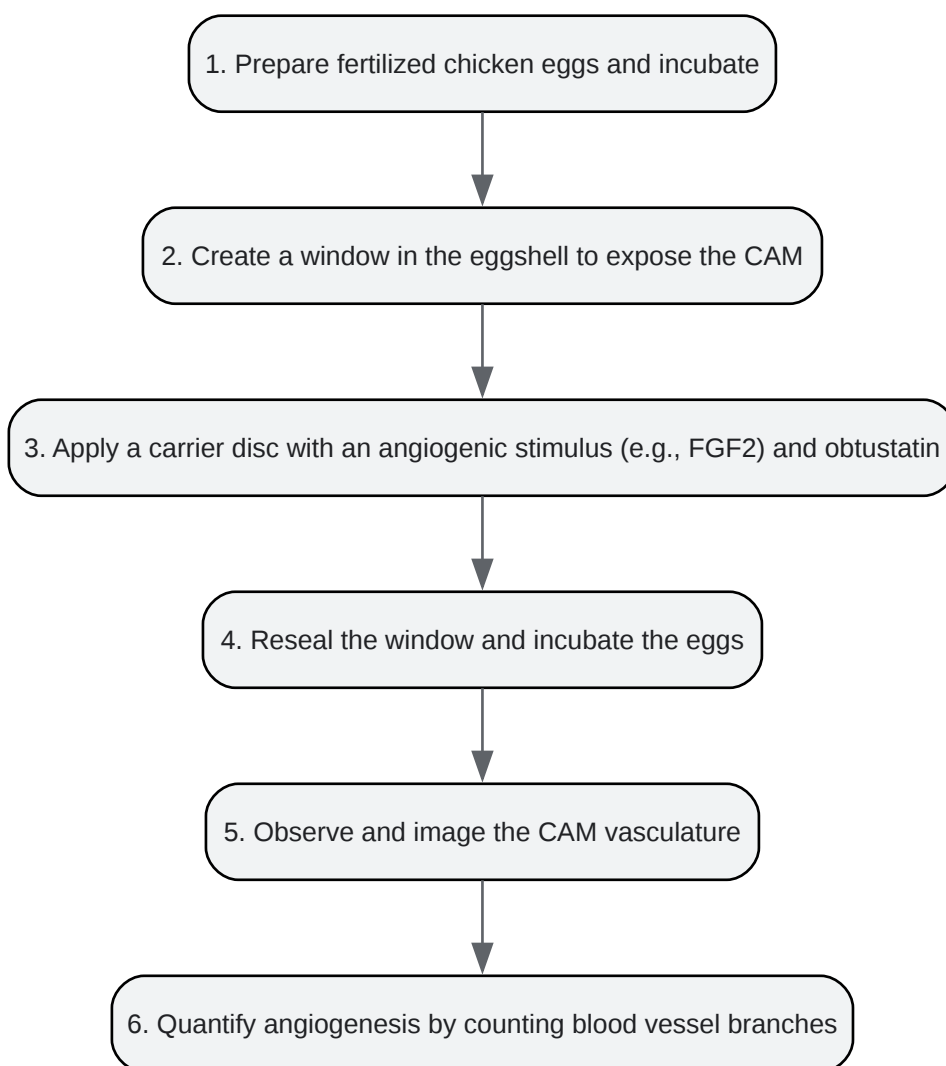 1. Prepare fertilized chicken eggs and incubate
2. Create a window in the eggshell to expose the CAM
3. Apply a carrier disc with an angiogenic stimulus (e.g., FGF2) and obtustatin
4. Reseal the window and incubate the eggs
5. Observe and image the CAM vasculature
6. Quantify angiogenesis by counting blood vessel branches